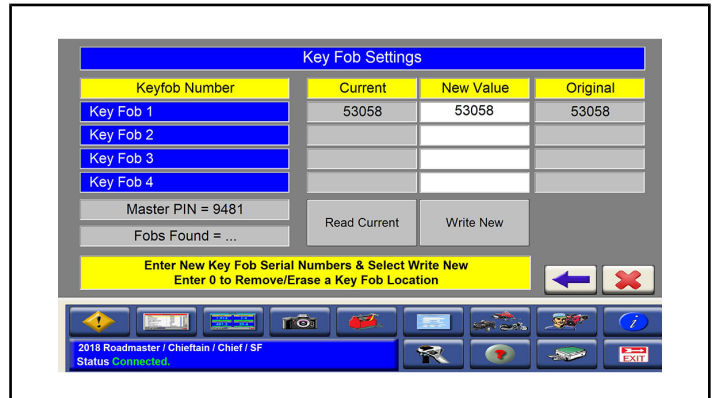 Key Fob Settings
Keyfob Number Current New Value Original
Key Fob 1 53058 53058 53058
Key Fob 2
Key Fob 3
Key Fob 4
Master PIN = 9481
Read Current Write New
Fobs Found = ...
Enter New Key Fob Serial Numbers & Select Write New
Enter 0 to Remove/Erase a Key Fob Location
2018 Roadmaster / Chieftain / Chief / SF
Status Connected.
EXIT